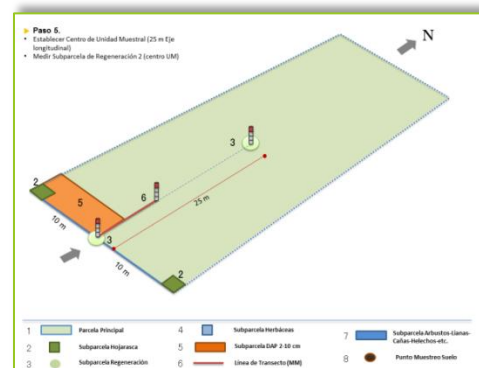 Paso 5.
• Establecer Centro de Unidad Muestral (25 m Eje
longitudinal)
• Medir Subparcela de Regeneración 2 (centro UM)
N
3
2
5
6
25 m
10 m
3
10 m
2
1 Parcela Principal
2 Subparcela Hojarasca
3 Subparcela Regeneración
4 Subparcela Herbáceas
5 Subparcela DAP 2-10 cm
6 Línea de Transecto (MM)
7 Subparcela Arbustos-Lianas-
Cañas-Helechos-etc.
8 Punto Muestreo Suelo